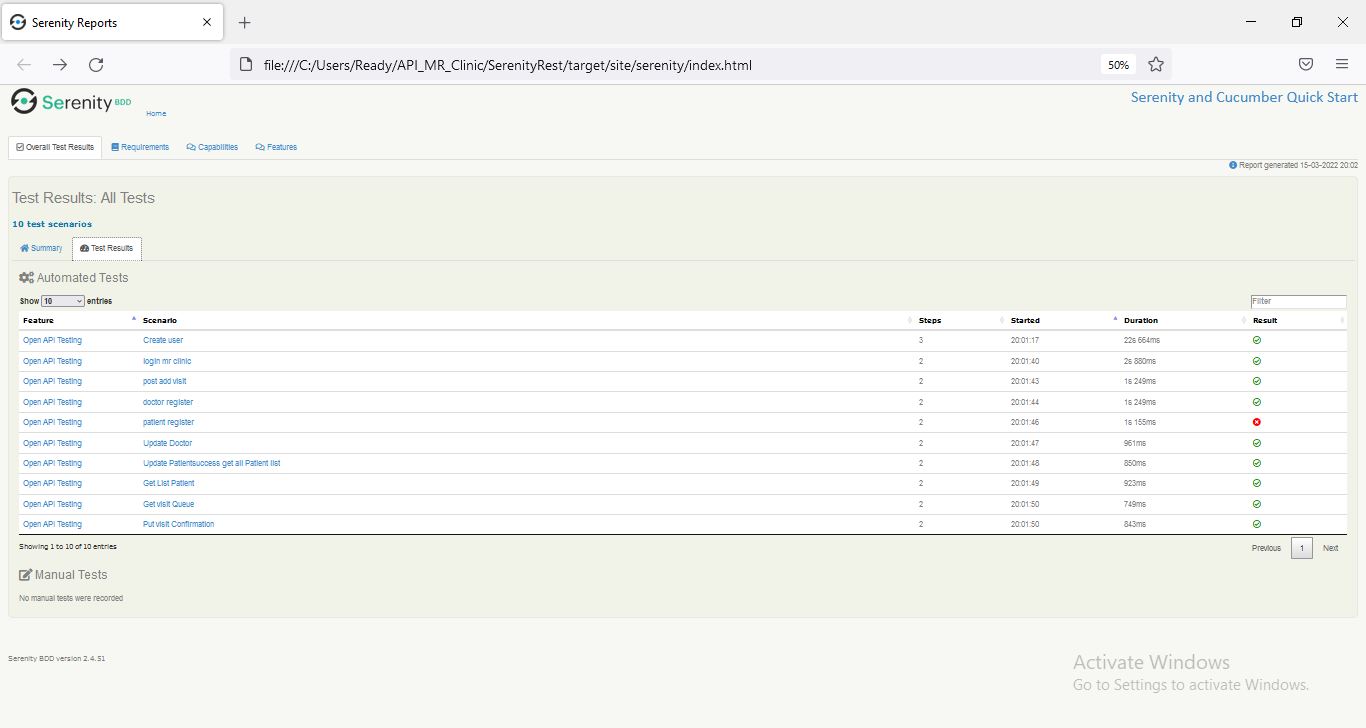 Serenity Reports
file:///C:/Users/Ready/API_MR_Clinic/SerenityRest/target/site/serenity/index.html 50%
Serenity BDD Home Serenity and Cucumber Quick Start
Overall Test Results Requirements Capabilities Features
Report generated 15-03-2022 20:02
Test Results: All Tests
10 test scenarios
Summary Test Results
Automated Tests
Show 10 entries Filter
Feature Scenario Steps Started Duration Result
Open API Testing Create user 3 20:01:17 22s 664ms
Open API Testing login mr clinic 2 20:01:40 2s 880ms
Open API Testing post add visit 2 20:01:43 1s 249ms
Open API Testing doctor register 2 20:01:44 1s 249ms
Open API Testing patient register 2 20:01:46 1s 155ms
Open API Testing Update Doctor 2 20:01:47 961ms
Open API Testing Update Patientsuccess get all Patient list 2 20:01:48 850ms
Open API Testing Get List Patient 2 20:01:49 923ms
Open API Testing Get visit Queue 2 20:01:50 749ms
Open API Testing Put visit Confirmation 2 20:01:50 843ms
Showing 1 to 10 of 10 entries Previous 1 Next
Manual Tests
No manual tests were recorded
Serenity BDD version 2.4.51
Activate Windows
Go to Settings to activate Windows.